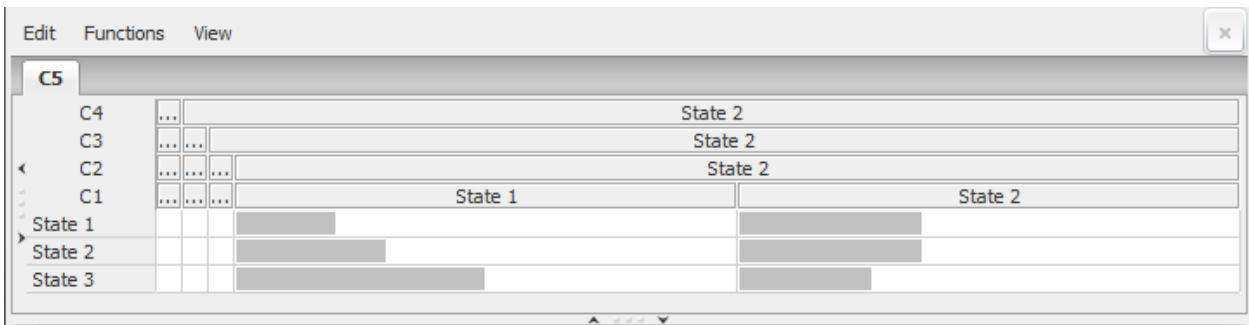 Edit Functions View
C5
C4 ... State 2
C3 ... ... State 2
C2 ... ... ... State 2
C1 ... ... ... State 1 State 2
State 1
State 2
State 3